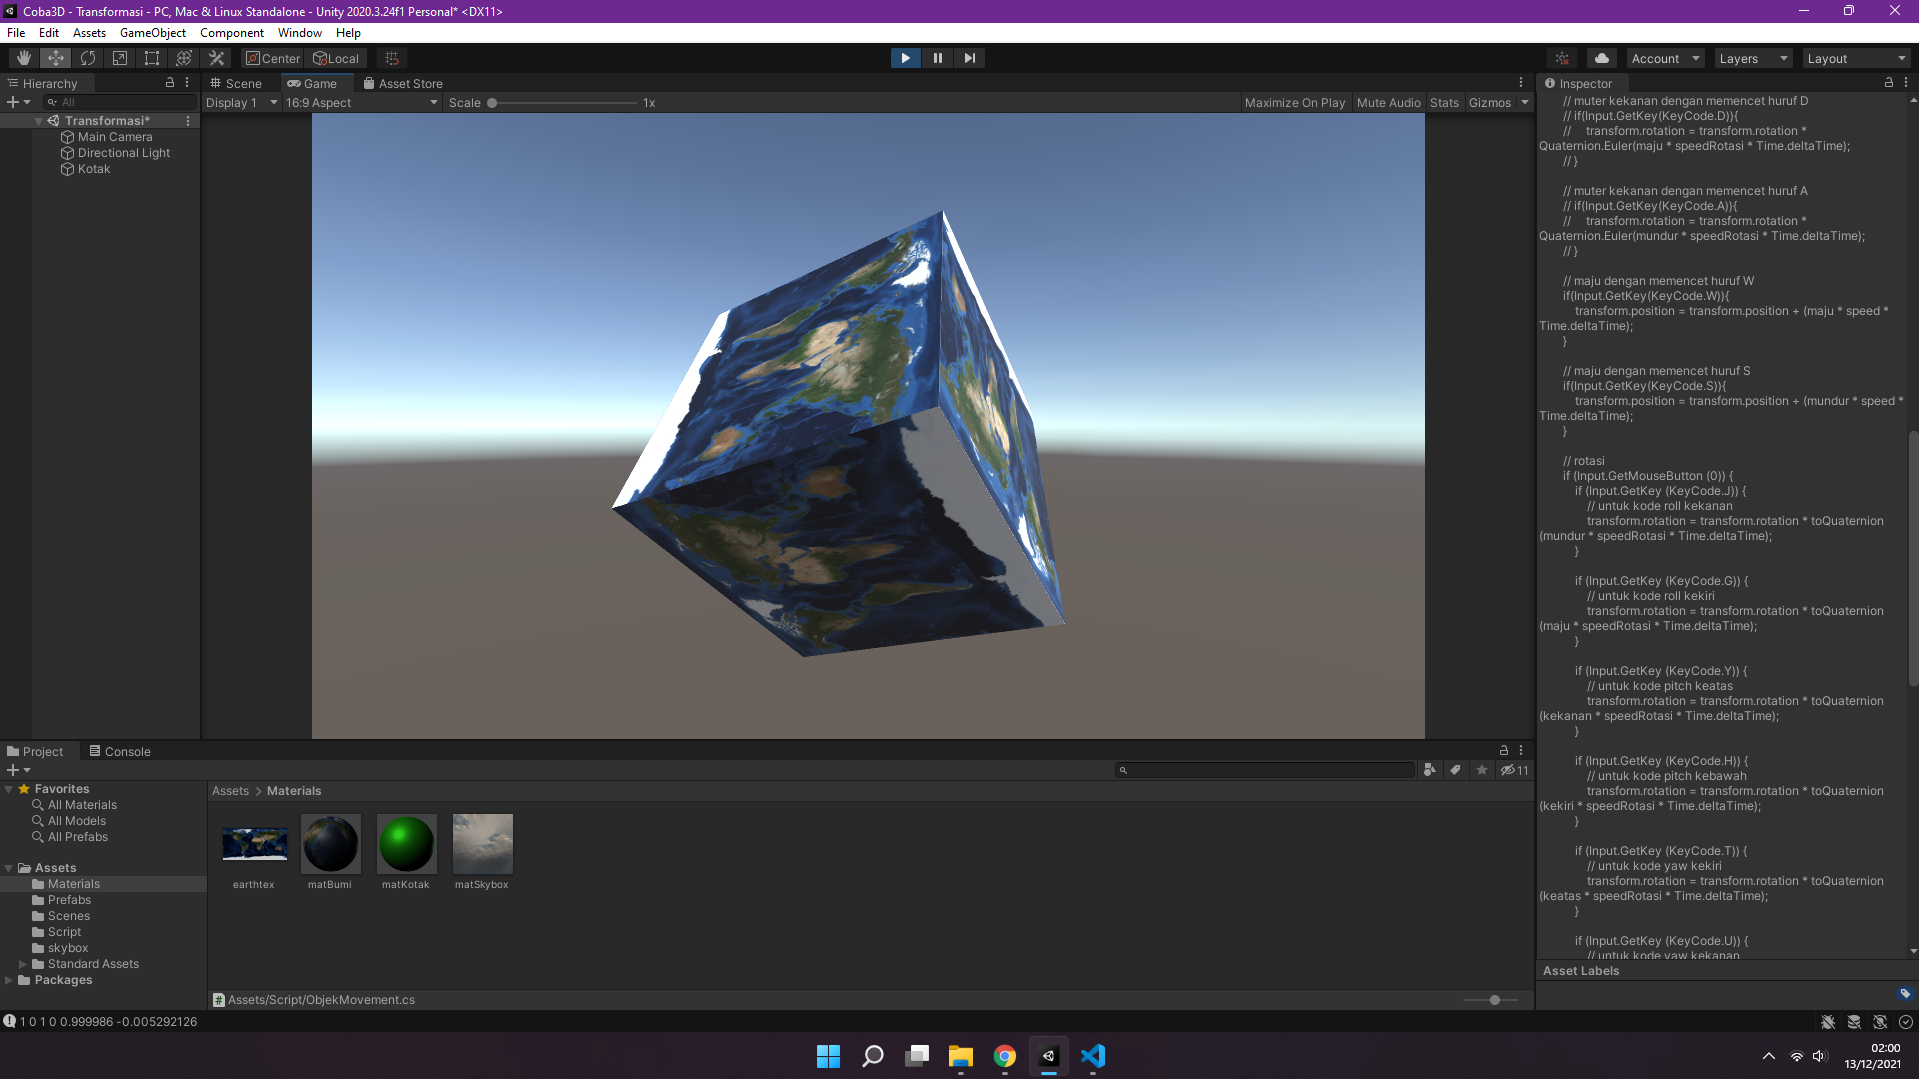 Coba3D - Transformasi - PC, Mac & Linux Standalone - Unity 2020.3.24f1 Personal* <DX11>
File Edit Assets GameObject Component Window Help
Center Local
Account Layers Layout
Hierarchy
All
Transformasi*
Main Camera
Directional Light
Kotak
Scene Game Asset Store
Display 1 16:9 Aspect Scale 1x Maximize On Play Mute Audio Stats Gizmos
Inspector
// muter kekanan dengan memencet huruf D
// if(Input.GetKey(KeyCode.D)){
// transform.rotation = transform.rotation *
Quaternion.Euler(maju * speedRotasi * Time.deltaTime);
// }
// muter kekanan dengan memencet huruf A
// if(Input.GetKey(KeyCode.A)){
// transform.rotation = transform.rotation *
Quaternion.Euler(mundur * speedRotasi * Time.deltaTime);
// }
// maju dengan memencet huruf W
if(Input.GetKey(KeyCode.W)){
transform.position = transform.position + (maju * speed *
Time.deltaTime);
}
// maju dengan memencet huruf S
if(Input.GetKey(KeyCode.S)){
transform.position = transform.position + (mundur * speed *
Time.deltaTime);
}
// rotasi
if (Input.GetMouseButton (0)) {
if (Input.GetKey (KeyCode.J)) {
// untuk kode roll kekanan
transform.rotation = transform.rotation * toQuaternion
(mundur * speedRotasi * Time.deltaTime);
}
if (Input.GetKey (KeyCode.G)) {
// untuk kode roll kekiri
transform.rotation = transform.rotation * toQuaternion
(maju * speedRotasi * Time.deltaTime);
}
if (Input.GetKey (KeyCode.Y)) {
// untuk kode pitch keatas
transform.rotation = transform.rotation * toQuaternion
(kekanan * speedRotasi * Time.deltaTime);
}
if (Input.GetKey (KeyCode.H)) {
// untuk kode pitch kebawah
transform.rotation = transform.rotation * toQuaternion
(kekiri * speedRotasi * Time.deltaTime);
}
if (Input.GetKey (KeyCode.T)) {
// untuk kode yaw kekiri
transform.rotation = transform.rotation * toQuaternion
(keatas * speedRotasi * Time.deltaTime);
}
if (Input.GetKey (KeyCode.U)) {
// untuk kode yaw kekanan
Asset Labels
Project Console
11
Favorites
All Materials
All Models
All Prefabs
Assets
Materials
Prefabs
Scenes
Script
skybox
Standard Assets
Packages
Assets > Materials
earthtex matBumi matKotak matSkybox
Assets/Script/ObjekMovement.cs
1 0 1 0 0.999986 -0.005292126
02:00
13/12/2021